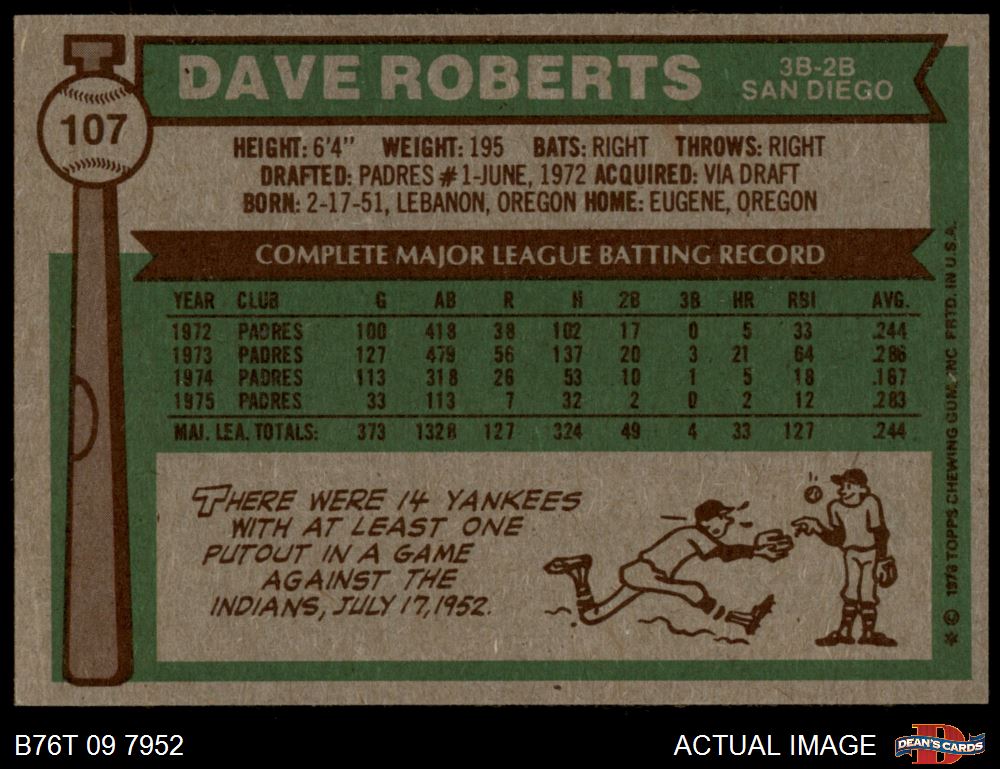 107
DAVE ROBERTS
3B-2B
SAN DIEGO
HEIGHT: 6'4" WEIGHT: 195 BATS: RIGHT THROWS: RIGHT
DRAFTED: PADRES #1-JUNE, 1972 ACQUIRED: VIA DRAFT
BORN: 2-17-51, LEBANON, OREGON HOME: EUGENE, OREGON
COMPLETE MAJOR LEAGUE BATTING RECORD
YEAR CLUB G AB R H 2B 3B HR RBI AVG.
1972 PADRES 100 418 38 102 17 0 5 33 .244
1973 PADRES 127 479 56 137 20 3 21 64 .286
1974 PADRES 113 318 26 53 10 1 5 18 .167
1975 PADRES 33 113 7 32 2 0 2 12 .283
MAJ. LEA. TOTALS: 373 1328 127 324 49 4 33 127 .244
THERE WERE 14 YANKEES
WITH AT LEAST ONE
PUTOUT IN A GAME
AGAINST THE
INDIANS, JULY 17, 1952.
* © 1976 TOPPS CHEWING GUM, INC PRTD. IN U.S.A.
B76T 09 7952
ACTUAL IMAGE
D
DEAN'S CARDS